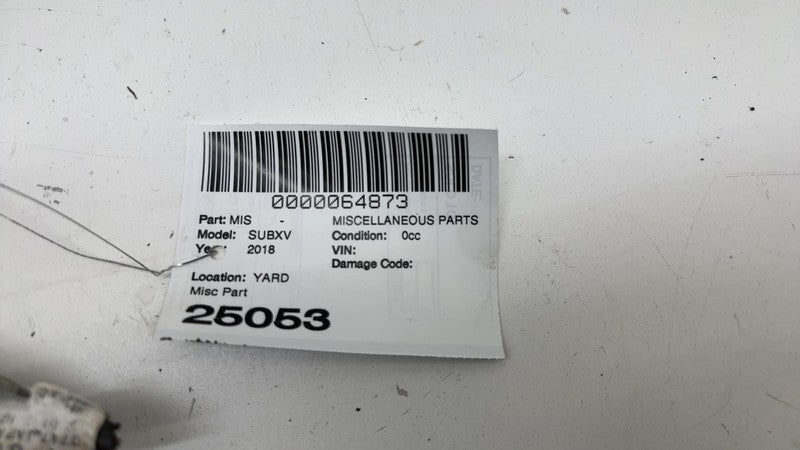 0000064873
Part: MIS - MISCELLANEOUS PARTS
Model: SUBXV Condition: 0cc
Year: 2018 VIN:
Damage Code:
Location: YARD
Misc Part
25053